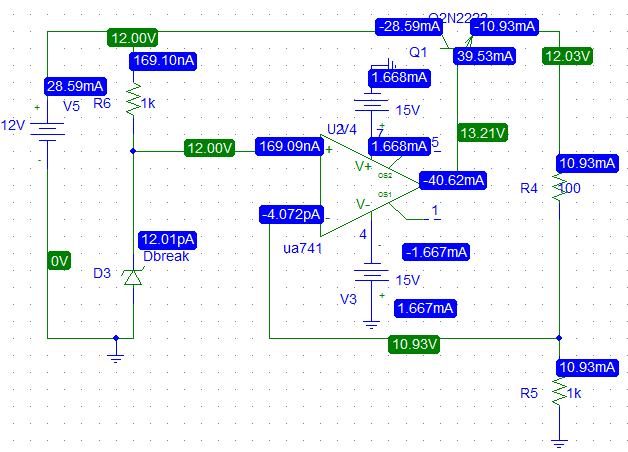 -28.59mA
Q2N2222
-10.93mA
12.00V
169.10nA
Q1
39.53mA
12.03V
28.59mA
1.668mA
+
V5
R6
1k
15V
12V
-
+
U2
V4
7
13.21V
12.00V
169.09nA
+
1.668mA
5
V+
OS2
10.93mA
-40.62mA
R4
100
OS1
-4.072pA
-
V-
1
12.01pA
4
ua741
-
-1.667mA
Dbreak
0V
D3
15V
V3
+
1.667mA
10.93V
10.93mA
R5
1k